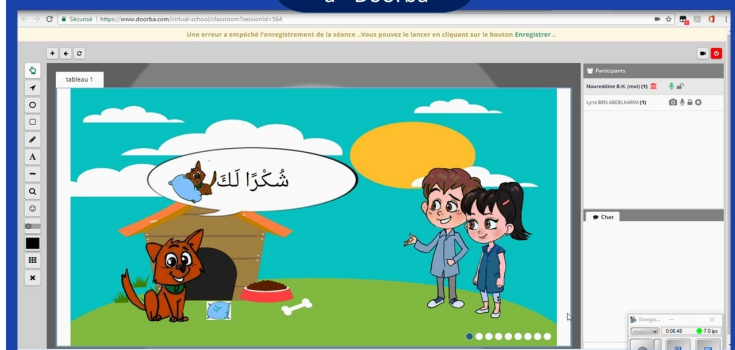 a Doorba
Sécurisé | https://www.doorba.com/virtual-school/classroom?sessionId=564
Une erreur a empêché l'enregistrement de la séance ..Vous pouvez le lancer en cliquant sur le bouton Enregistrer ..
tableau 1
شُكْرًا لَكَ
A
Participants
Noureddine B.H. (moi) (1)
Lyna BEN ABDELKARIM (1)
Chat
Enregis...
0:06:48
7.0 ips